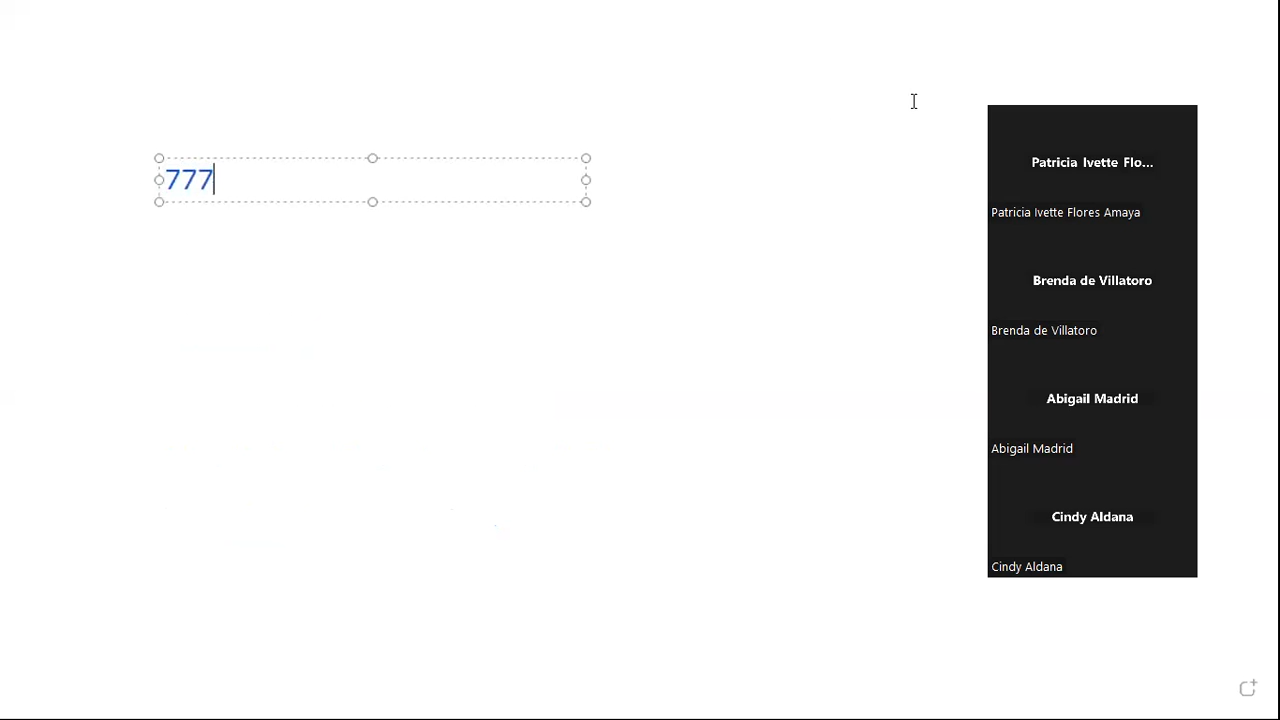 777
Patricia Ivette Flo...
Patricia Ivette Flores Amaya
Brenda de Villatoro
Brenda de Villatoro
Abigail Madrid
Abigail Madrid
Cindy Aldana
Cindy Aldana